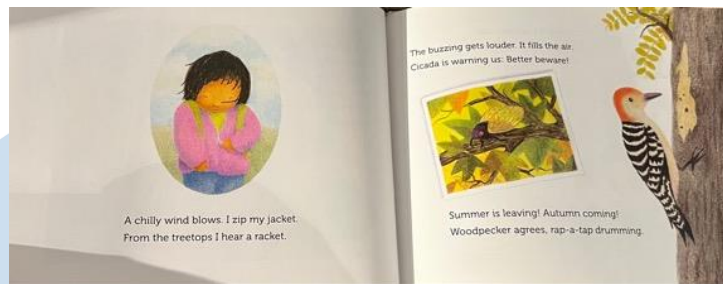 A chilly wind blows. I zip my jacket.
From the treetops I hear a racket.
The buzzing gets louder. It fills the air.
Cicada is warning us: Better beware!
Summer is leaving! Autumn coming!
Woodpecker agrees, rap-a-tap drumming.